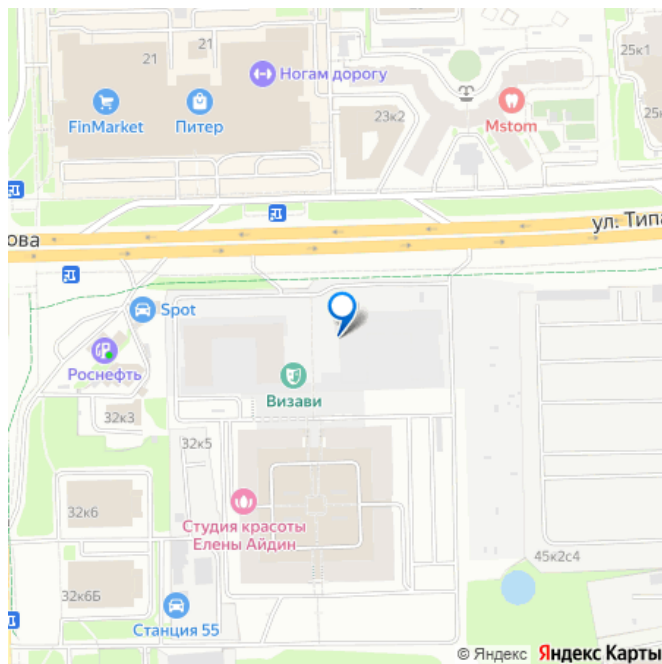 21
21
25к1
Ногам дорогу
FinMarket
Питер
23к2
Mstom
25к
ова
ул. Типа
Spot
Роснефть
Визави
32к3
32к5
Студия красоты
Елены Айдин
32к6
45к2с4
32к6Б
Станция 55
© Яндекс Яндекс Карты